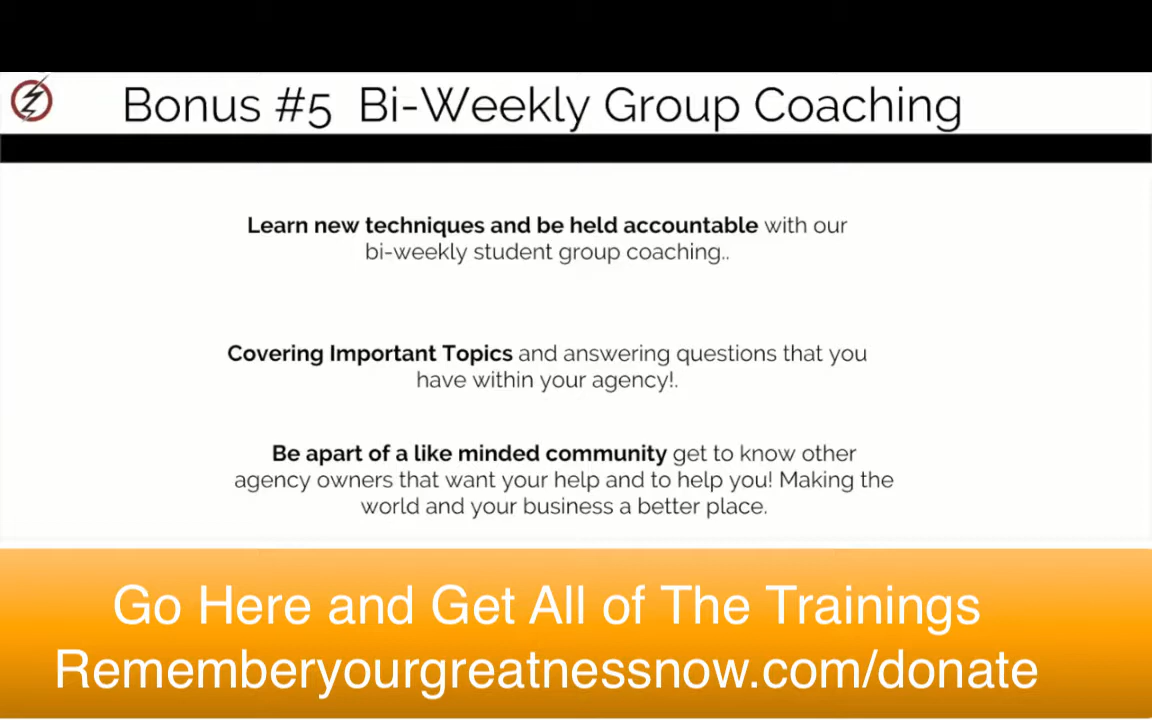 Bonus #5 Bi-Weekly Group Coaching
Learn new techniques and be held accountable with our
bi-weekly student group coaching..
Covering Important Topics and answering questions that you
have within your agency!.
Be apart of a like minded community get to know other
agency owners that want your help and to help you! Making the
world and your business a better place.
Go Here and Get All of The Trainings
Rememberyourgreatnessnow.com/donate